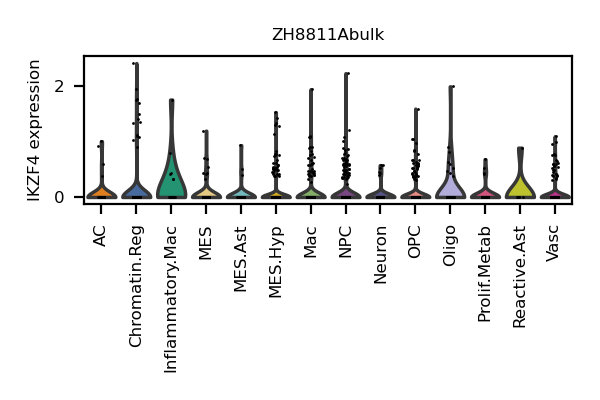 ZH8811Abulk
IKZF4 expression
2
0
AC
Chromatin.Reg
Inflammatory.Mac
MES
MES.Ast
MES.Hyp
Mac
NPC
Neuron
OPC
Oligo
Prolif.Metab
Reactive.Ast
Vasc